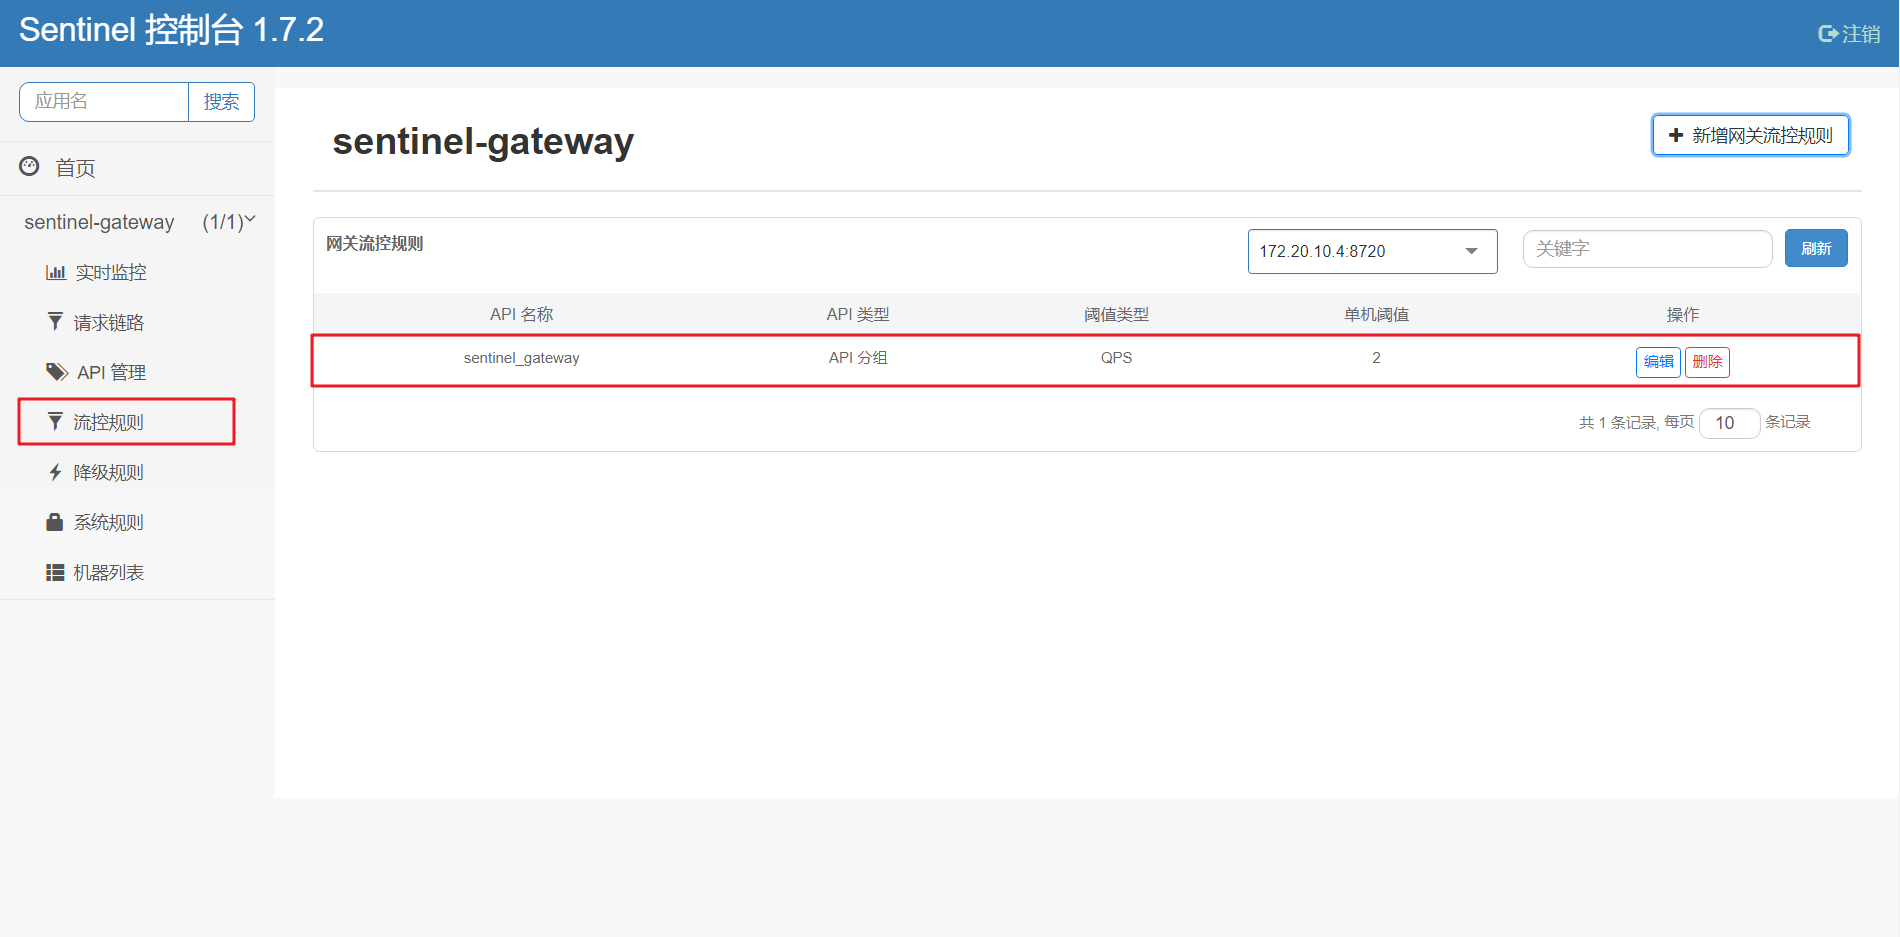 Sentinel 控制台 1.7.2
注销
应用名
搜索
首页
sentinel-gateway (1/1)
实时监控
请求链路
API 管理
流控规则
降级规则
系统规则
机器列表
sentinel-gateway
新增网关流控规则
网关流控规则
172.20.10.4:8720
关键字
刷新
API 名称 API 类型 阈值类型 单机阈值 操作
sentinel_gateway API 分组 QPS 2 编辑 删除
共 1 条记录, 每页 10 条记录